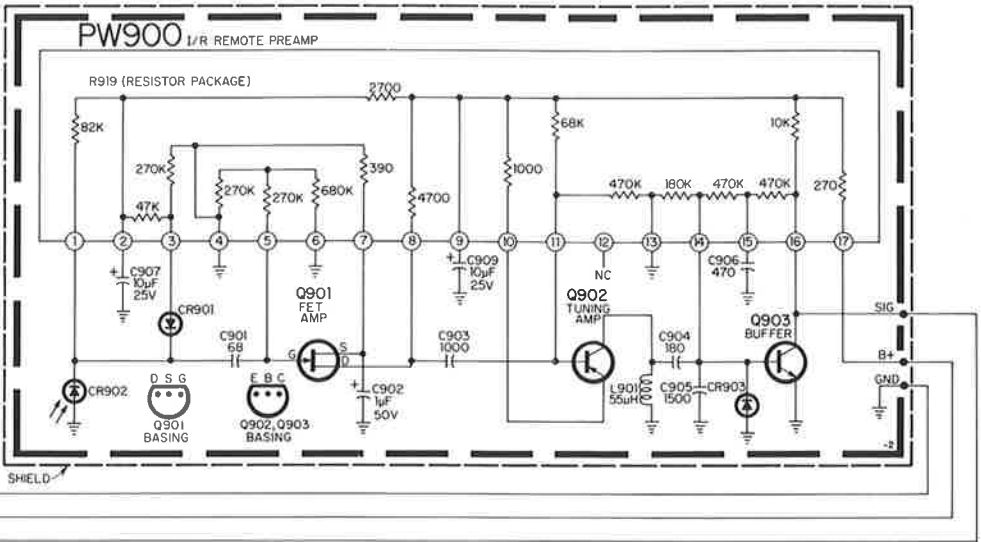 PW900 I/R REMOTE PREAMP
R919 (RESISTOR PACKAGE)
2700
82K
68K
10K
270K
270K
270K
680K
390
1000
4700
470K
180K
470K
470K
270
47K
1
2
3
4
5
6
7
8
9
10
11
12
13
14
15
16
17
+
C907
10µF
25V
+
C909
10µF
25V
NC
C906
470
Q901
FET
AMP
Q902
TUNING
AMP
Q903
BUFFER
SIG
CR901
C901
68
G
S
D
C903
1000
C904
180
B+
CR902
D S G
Q901
BASING
E B C
Q902, Q903
BASING
+
C902
1µF
50V
L901
55µH
C905
1500
CR903
GND
-2
SHIELD